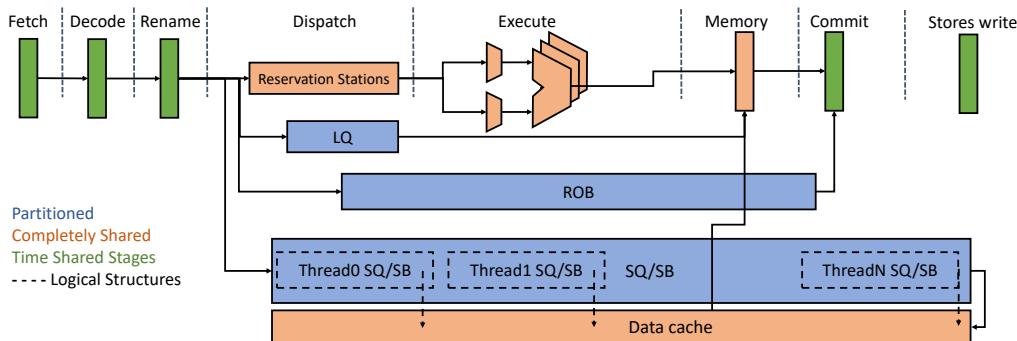 Fetch Decode Rename Dispatch Execute Memory Commit Stores write
Reservation Stations
LQ
ROB
Partitioned
Completely Shared
Time Shared Stages
Logical Structures
Thread0 SQ/SB Thread1 SQ/SB SQ/SB ThreadN SQ/SB
Data cache